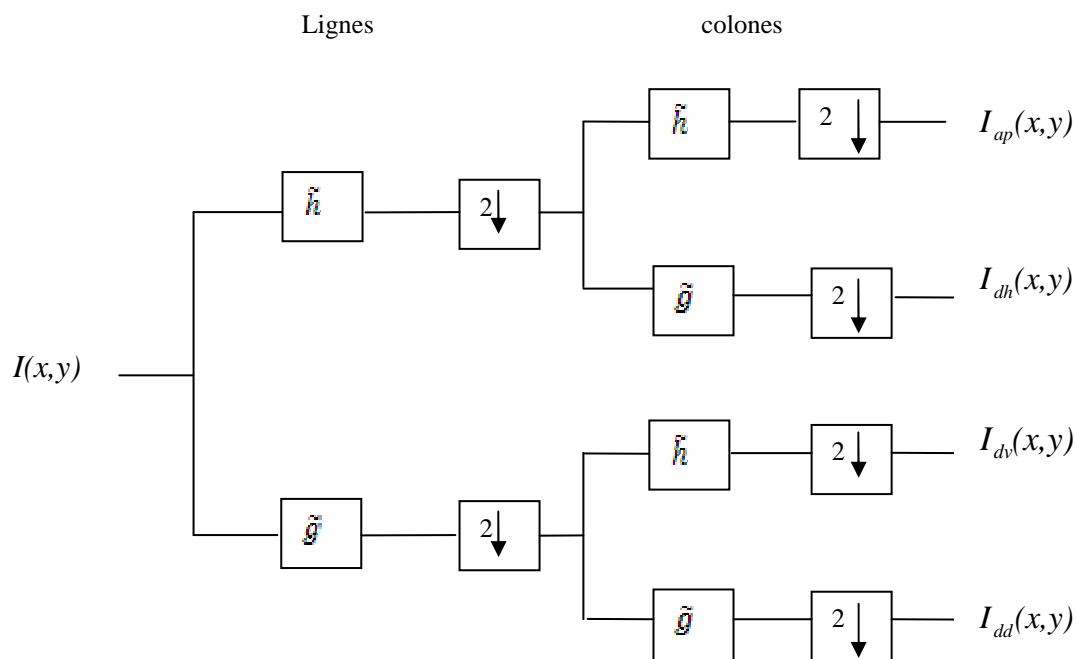 Lignes colones
h̃ 2 I_ap(x,y)
h̃ 2
g̃ 2 I_dh(x,y)
I(x,y)
h̃ 2 I_dv(x,y)
g̃ 2
g̃ 2 I_dd(x,y)